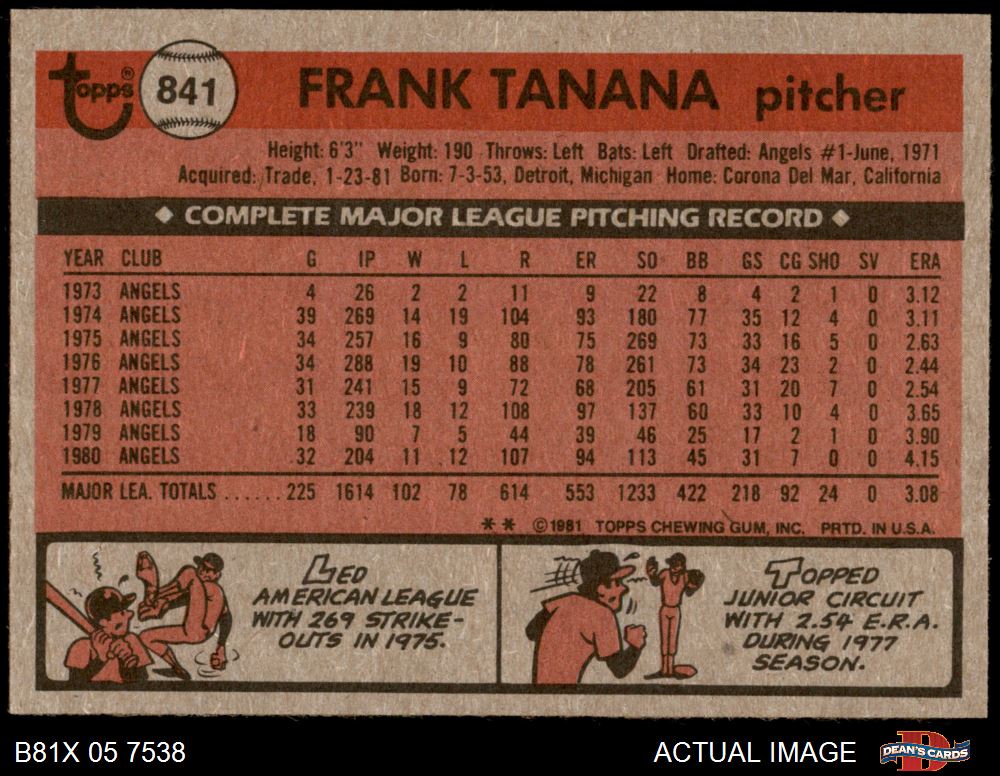 topps®
841
FRANK TANANA pitcher
Height: 6'3" Weight: 190 Throws: Left Bats: Left Drafted: Angels #1-June, 1971
Acquired: Trade, 1-23-81 Born: 7-3-53, Detroit, Michigan Home: Corona Del Mar, California
◆ COMPLETE MAJOR LEAGUE PITCHING RECORD ◆
YEAR CLUB G IP W L R ER SO BB GS CG SHO SV ERA
1973 ANGELS 4 26 2 2 11 9 22 8 4 2 1 0 3.12
1974 ANGELS 39 269 14 19 104 93 180 77 35 12 4 0 3.11
1975 ANGELS 34 257 16 9 80 75 269 73 33 16 5 0 2.63
1976 ANGELS 34 288 19 10 88 78 261 73 34 23 2 0 2.44
1977 ANGELS 31 241 15 9 72 68 205 61 31 20 7 0 2.54
1978 ANGELS 33 239 18 12 108 97 137 60 33 10 4 0 3.65
1979 ANGELS 18 90 7 5 44 39 46 25 17 2 1 0 3.90
1980 ANGELS 32 204 11 12 107 94 113 45 31 7 0 0 4.15
MAJOR LEA. TOTALS ...... 225 1614 102 78 614 553 1233 422 218 92 24 0 3.08
** ©1981 TOPPS CHEWING GUM, INC. PRTD. IN U.S.A.
LED
AMERICAN LEAGUE
WITH 269 STRIKE-
OUTS IN 1975.
TOPPED
JUNIOR CIRCUIT
WITH 2.54 E.R.A.
DURING 1977
SEASON.
B81X 05 7538
ACTUAL IMAGE
DEAN'S CARDS